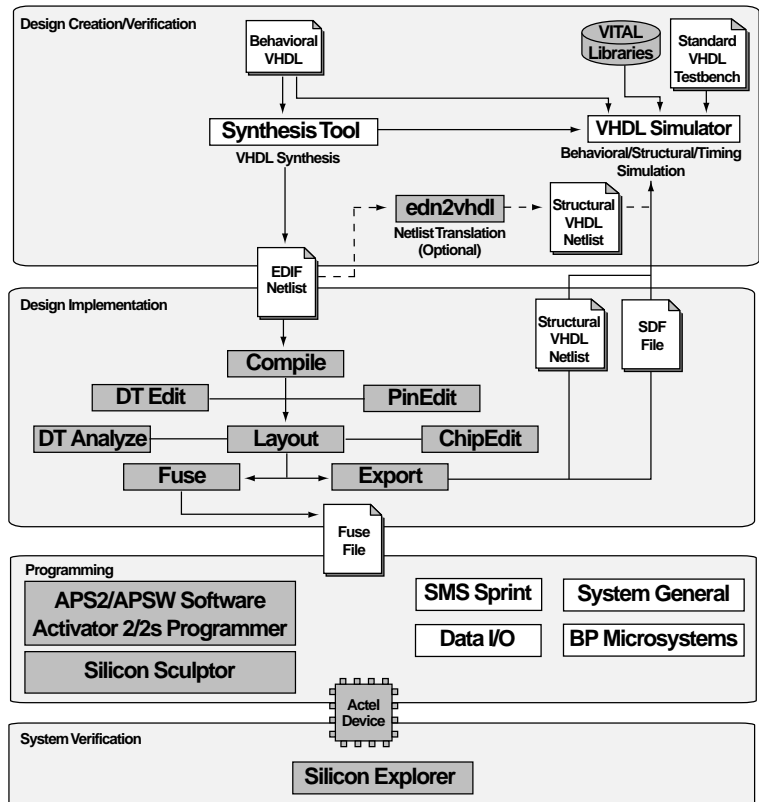 Design Creation/Verification
Behavioral
VHDL
VITAL
Libraries
Standard
VHDL
Testbench
Synthesis Tool
VHDL Synthesis
VHDL Simulator
Behavioral/Structural/Timing
Simulation
edn2vhdl
Netlist Translation
(Optional)
Structural
VHDL
Netlist
EDIF
Netlist
Design Implementation
Structural
VHDL
Netlist
SDF
File
Compile
DT Edit
PinEdit
DT Analyze
Layout
ChipEdit
Fuse
Export
Fuse
File
Programming
APS2/APSW Software
Activator 2/2s Programmer
Silicon Sculptor
SMS Sprint
System General
Data I/O
BP Microsystems
Actel
Device
System Verification
Silicon Explorer